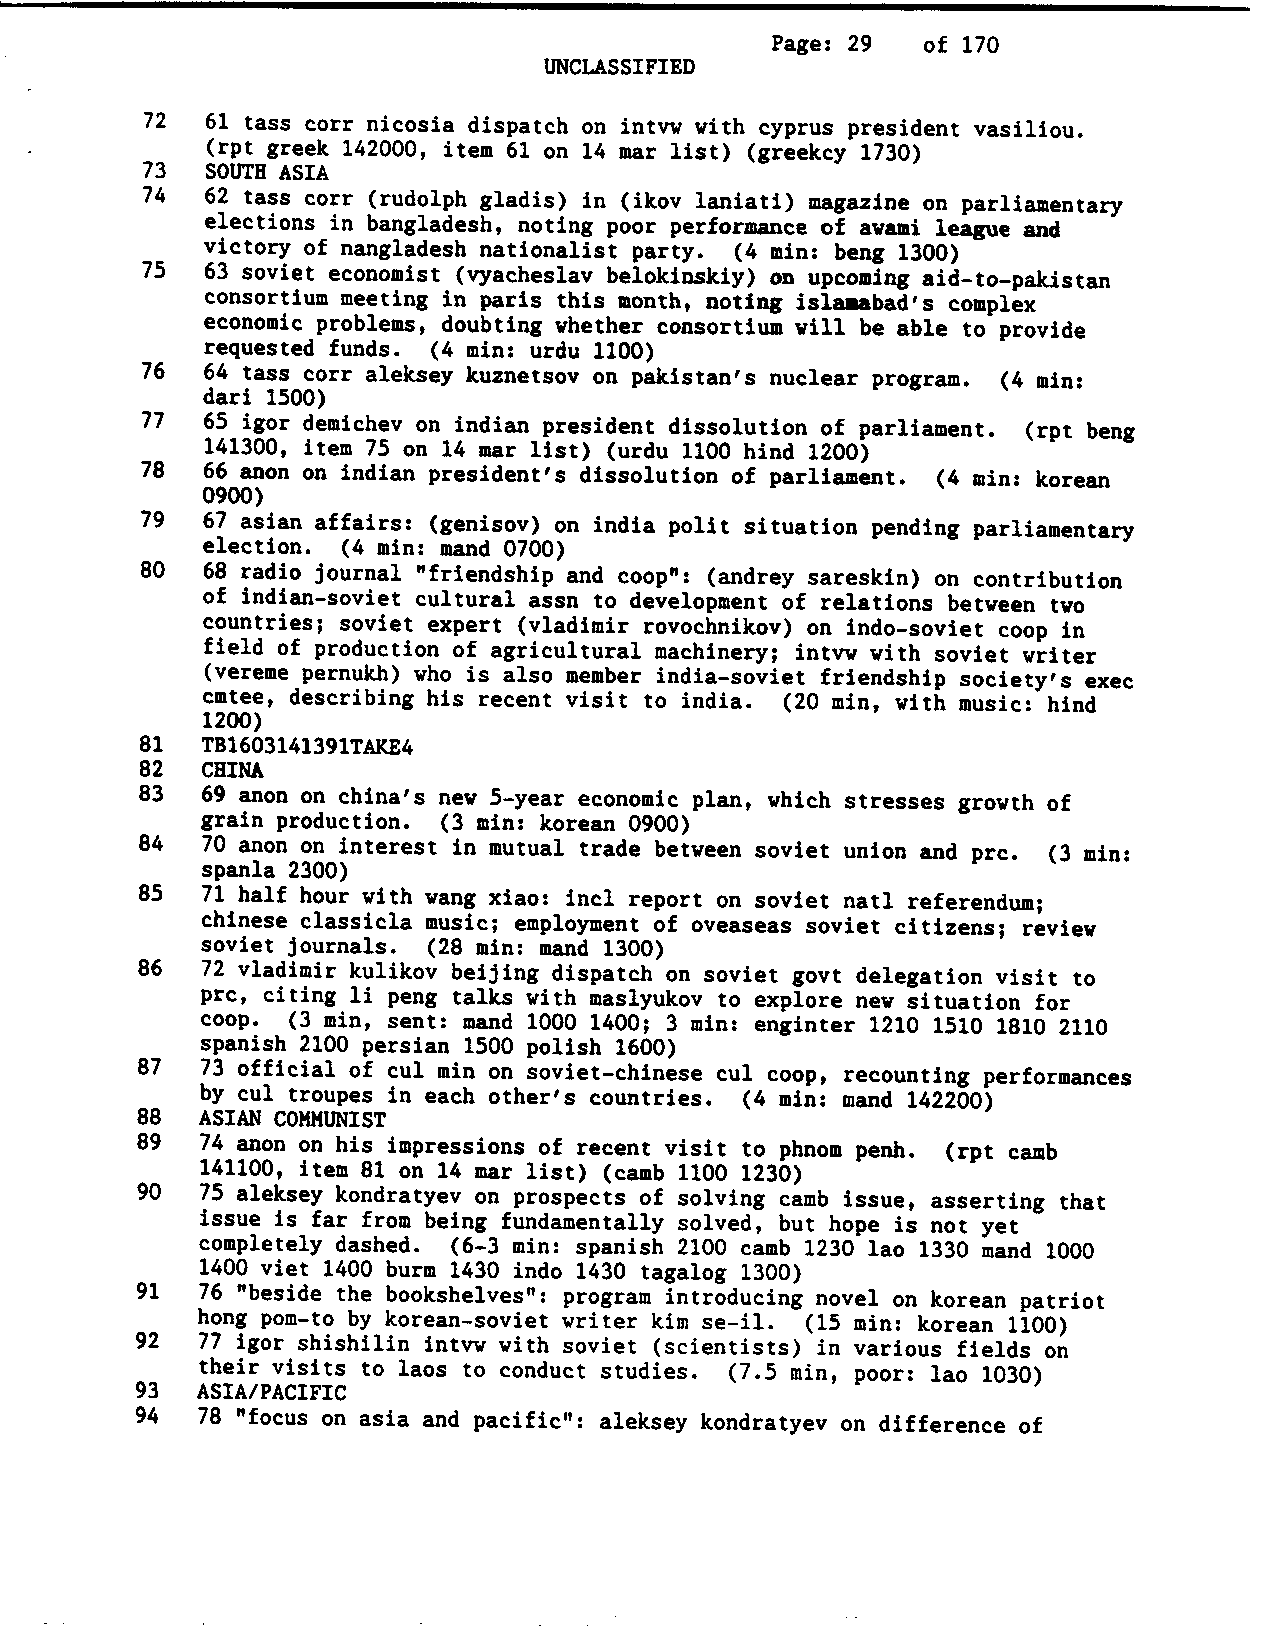 Page: 29 of 170
UNCLASSIFIED
72 61 tass corr nicosia dispatch on intvw with cyprus president vasiliou.
(rpt greek 142000, item 61 on 14 mar list) (greekcy 1730)
73 SOUTH ASIA
74 62 tass corr (rudolph gladis) in (ikov laniati) magazine on parliamentary
elections in bangladesh, noting poor performance of awami league and
victory of nangladesh nationalist party. (4 min: beng 1300)
75 63 soviet economist (vyacheslav belokinskiy) on upcoming aid-to-pakistan
consortium meeting in paris this month, noting islamabad's complex
economic problems, doubting whether consortium will be able to provide
requested funds. (4 min: urdu 1100)
76 64 tass corr aleksey kuznetsov on pakistan's nuclear program. (4 min:
dari 1500)
77 65 igor demichev on indian president dissolution of parliament. (rpt beng
141300, item 75 on 14 mar list) (urdu 1100 hind 1200)
78 66 anon on indian president's dissolution of parliament. (4 min: korean
0900)
79 67 asian affairs: (genisov) on india polit situation pending parliamentary
election. (4 min: mand 0700)
80 68 radio journal "friendship and coop": (andrey sareskin) on contribution
of indian-soviet cultural assn to development of relations between two
countries; soviet expert (vladimir rovochnikov) on indo-soviet coop in
field of production of agricultural machinery; intvw with soviet writer
(vereme pernukh) who is also member india-soviet friendship society's exec
cmtee, describing his recent visit to india. (20 min, with music: hind
1200)
81 TB1603141391TAKE4
82 CHINA
83 69 anon on china's new 5-year economic plan, which stresses growth of
grain production. (3 min: korean 0900)
84 70 anon on interest in mutual trade between soviet union and prc. (3 min:
spanla 2300)
85 71 half hour with wang xiao: incl report on soviet natl referendum;
chinese classicla music; employment of oveaseas soviet citizens; review
soviet journals. (28 min: mand 1300)
86 72 vladimir kulikov beijing dispatch on soviet govt delegation visit to
prc, citing li peng talks with maslyukov to explore new situation for
coop. (3 min, sent: mand 1000 1400; 3 min: enginter 1210 1510 1810 2110
spanish 2100 persian 1500 polish 1600)
87 73 official of cul min on soviet-chinese cul coop, recounting performances
by cul troupes in each other's countries. (4 min: mand 142200)
88 ASIAN COMMUNIST
89 74 anon on his impressions of recent visit to phnom penh. (rpt camb
141100, item 81 on 14 mar list) (camb 1100 1230)
90 75 aleksey kondratyev on prospects of solving camb issue, asserting that
issue is far from being fundamentally solved, but hope is not yet
completely dashed. (6-3 min: spanish 2100 camb 1230 lao 1330 mand 1000
1400 viet 1400 burm 1430 indo 1430 tagalog 1300)
91 76 "beside the bookshelves": program introducing novel on korean patriot
hong pom-to by korean-soviet writer kim se-il. (15 min: korean 1100)
92 77 igor shishilin intvw with soviet (scientists) in various fields on
their visits to laos to conduct studies. (7.5 min, poor: lao 1030)
93 ASIA/PACIFIC
94 78 "focus on asia and pacific": aleksey kondratyev on difference of